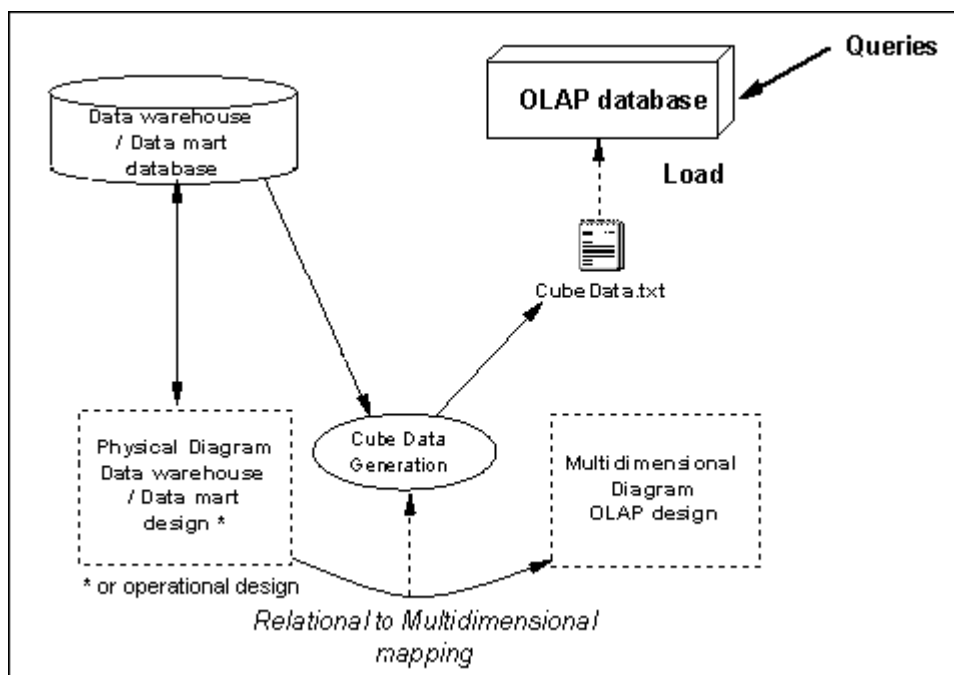 Queries
OLAP database
Data warehouse
/ Data mart
database
Load
CubeData.txt
Cube Data
Generation
Physical Diagram
Data warehouse
/ Data mart
design *
Multidimensional
Diagram
OLAP design
* or operational design
Relational to Multidimensional
mapping